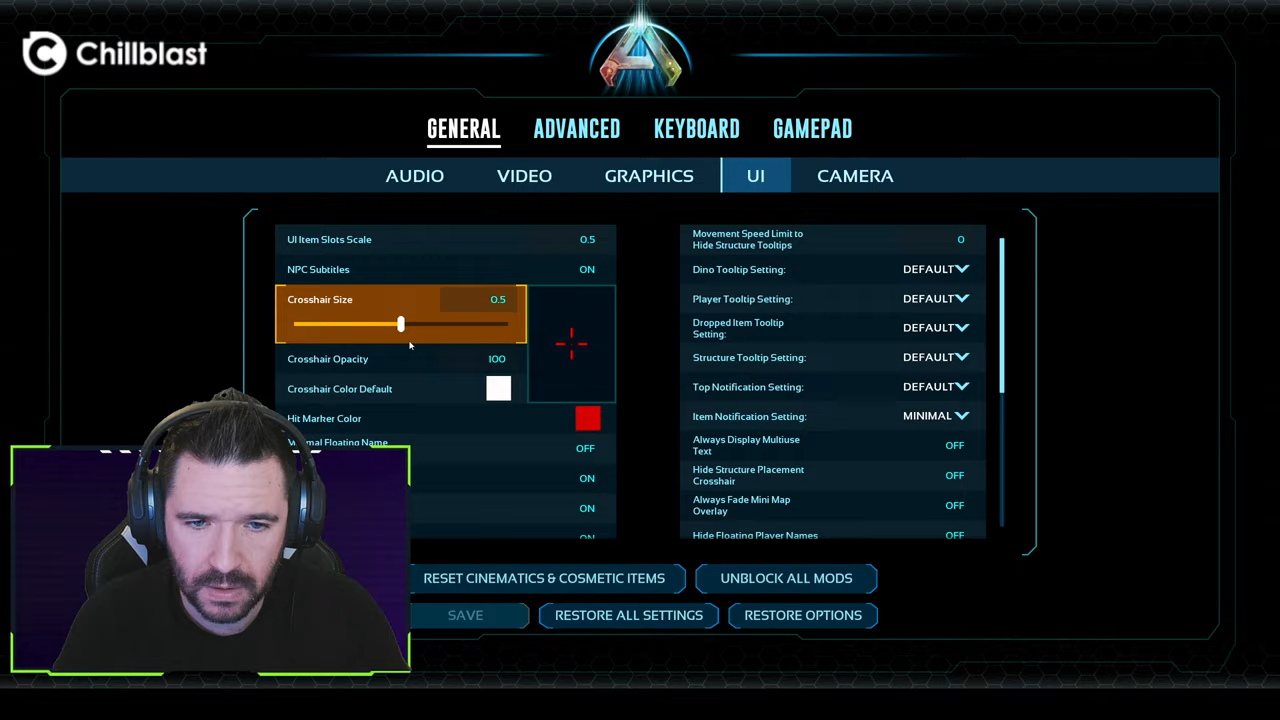 Chillblast
GENERAL
ADVANCED
KEYBOARD
GAMEPAD
AUDIO
VIDEO
GRAPHICS
UI
CAMERA
UI Item Slots Scale
0.5
NPC Subtitles
ON
Crosshair Size
0.5
Crosshair Opacity
100
Crosshair Color Default
Hit Marker Color
Floating Name
OFF
ON
ON
ON
Movement Speed Limit to
Hide Structure Tooltips
0
Dino Tooltip Setting:
DEFAULT
Player Tooltip Setting:
DEFAULT
Dropped Item Tooltip
Setting:
DEFAULT
Structure Tooltip Setting:
DEFAULT
Top Notification Setting:
DEFAULT
Item Notification Setting:
MINIMAL
Always Display Multiuse
Text
OFF
Hide Structure Placement
Crosshair
OFF
Always Fade Mini Map
Overlay
OFF
Hide Floating Player Names
OFF
RESET CINEMATICS & COSMETIC ITEMS
UNBLOCK ALL MODS
SAVE
RESTORE ALL SETTINGS
RESTORE OPTIONS